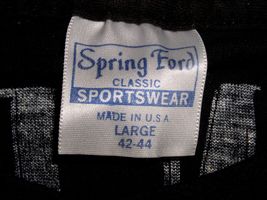 Spring Ford
CLASSIC
SPORTSWEAR
MADE IN U.S.A.
LARGE
42-44